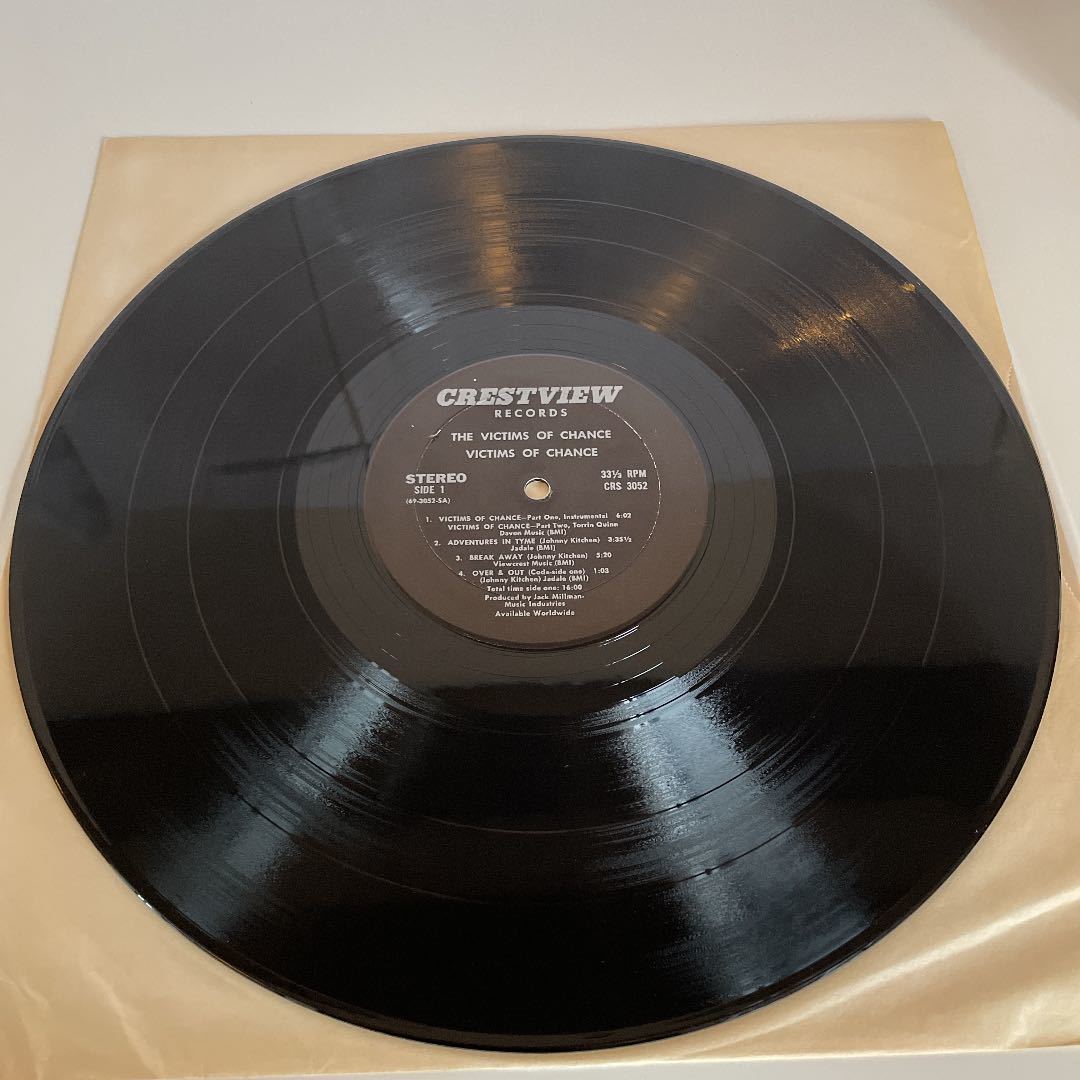 CRESTVIEW
RECORDS
THE VICTIMS OF CHANCE
VICTIMS OF CHANCE
STEREO
SIDE 1
(69-3052-SA)
33⅓ RPM
CRS 3052
1. VICTIMS OF CHANCE—Part One, Instrumental 6:02
VICTIMS OF CHANCE—Part Two, Torrin Quinn
Davon Music (BMI)
2. ADVENTURES IN TYME (Johnny Kitchen) 3:35½
Jadale (BMI)
3. BREAK AWAY (Johnny Kitchen) 5:20
Viewcrest Music (BMI)
4. OVER & OUT (Coda-side one) 1:03
(Johnny Kitchen) Jadale (BMI)
Total time side one: 16:00
Produced by Jack Millman-
Music Industries
Available Worldwide